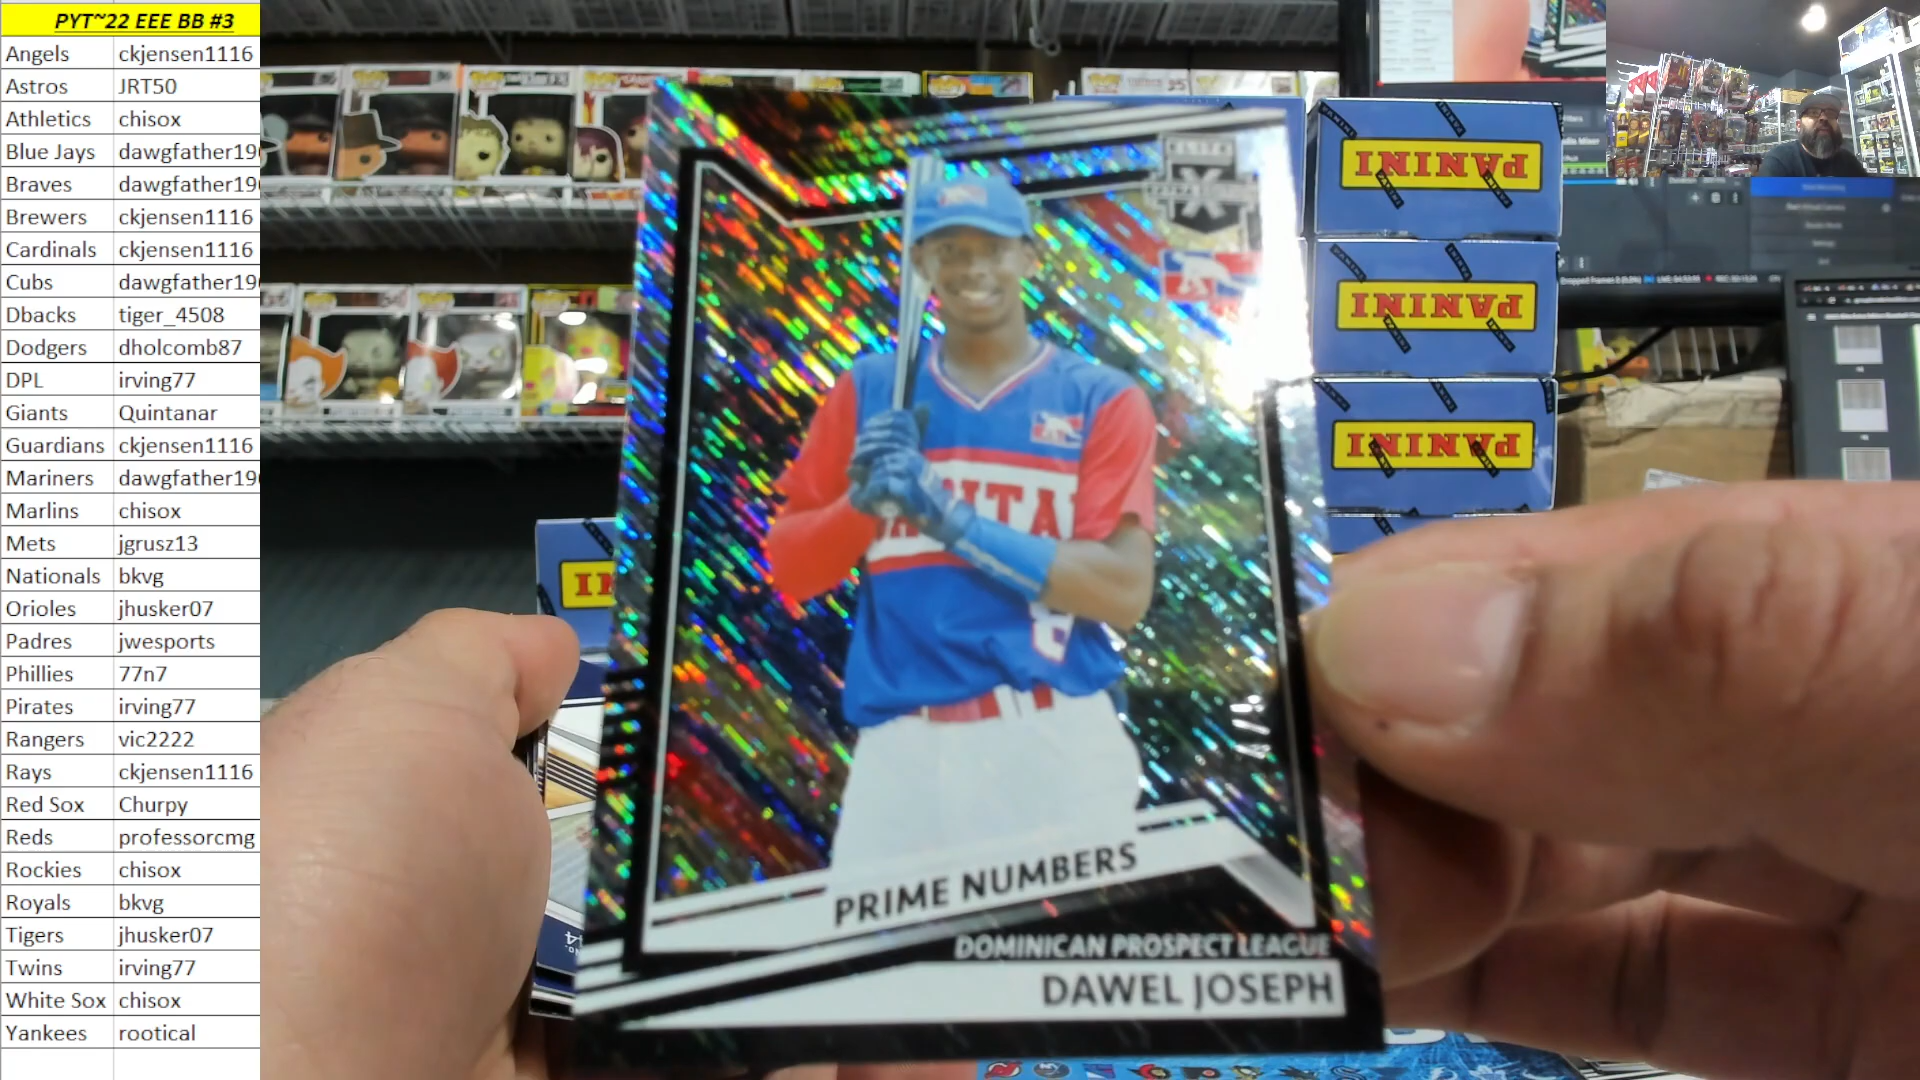 PYT~22 EEE BB #3
Angels ckjensen1116
Astros JRT50
Athletics chisox
Blue Jays dawgfather19
Braves dawgfather19
Brewers ckjensen1116
Cardinals ckjensen1116
Cubs dawgfather19
Dbacks tiger_4508
Dodgers dholcomb87
DPL irving77
Giants Quintanar
Guardians ckjensen1116
Mariners dawgfather19
Marlins chisox
Mets jgrusz13
Nationals bkvg
Orioles jhusker07
Padres jwesports
Phillies 77n7
Pirates irving77
Rangers vic2222
Rays ckjensen1116
Red Sox Churpy
Reds professorcmg
Rockies chisox
Royals bkvg
Tigers jhusker07
Twins irving77
White Sox chisox
Yankees rootical
ELITE
X
8
PRIME NUMBERS
DOMINICAN PROSPECT LEAGUE
DAWEL JOSEPH
PANINI
PANINI
PANINI